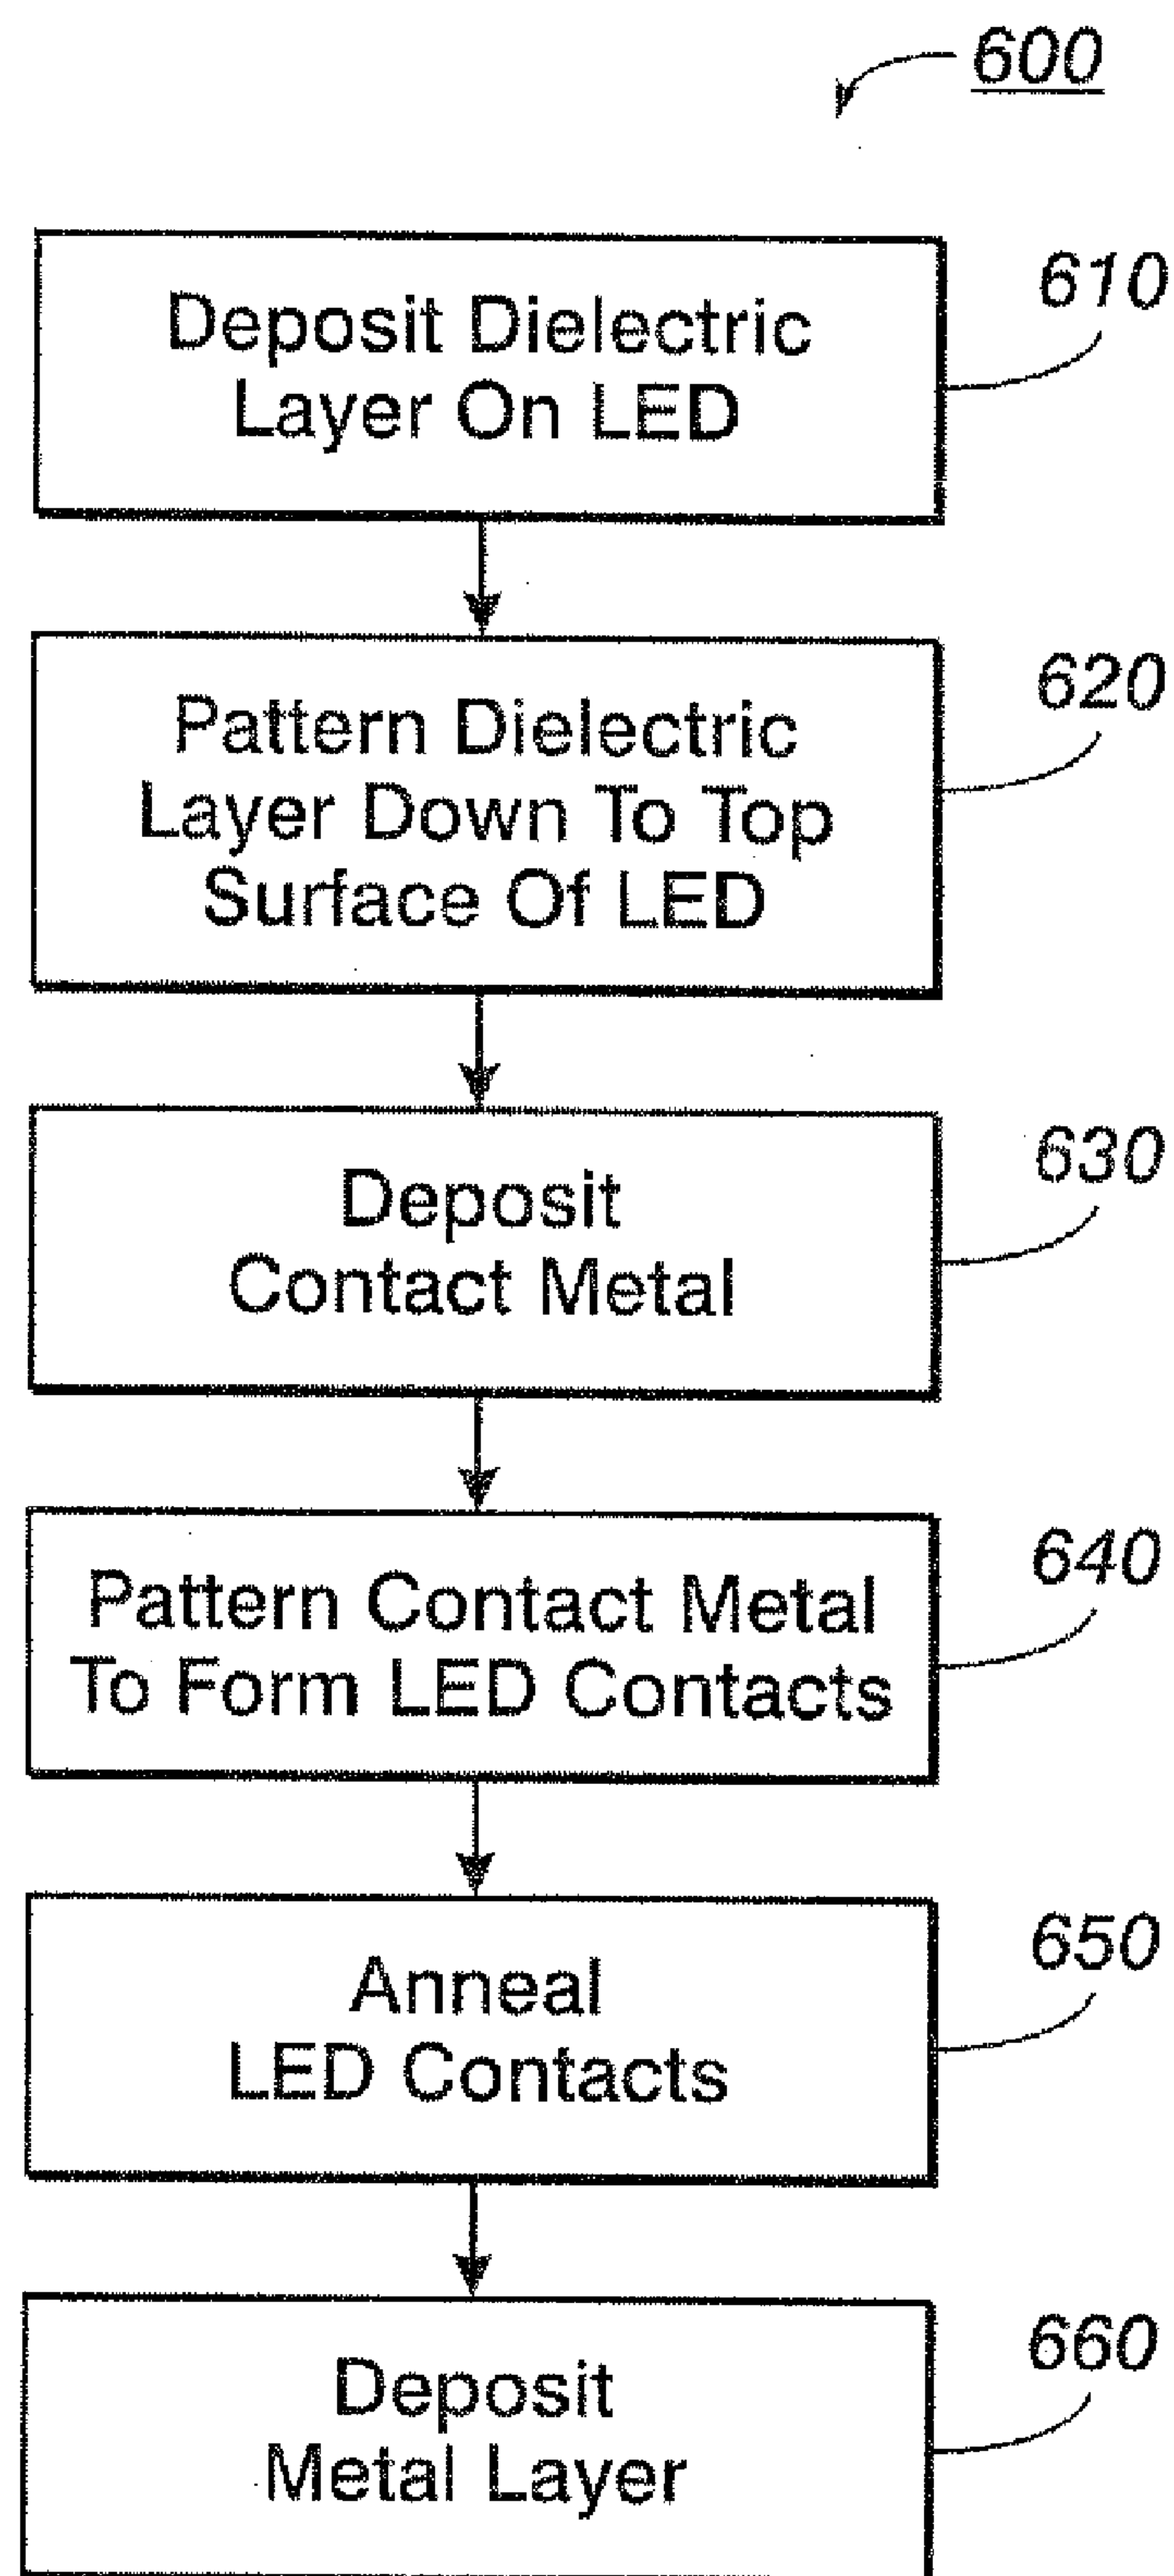 600
Deposit Dielectric
Layer On LED
610
Pattern Dielectric
Layer Down To Top
Surface Of LED
620
Deposit
Contact Metal
630
Pattern Contact Metal
To Form LED Contacts
640
Anneal
LED Contacts
650
Deposit
Metal Layer
660